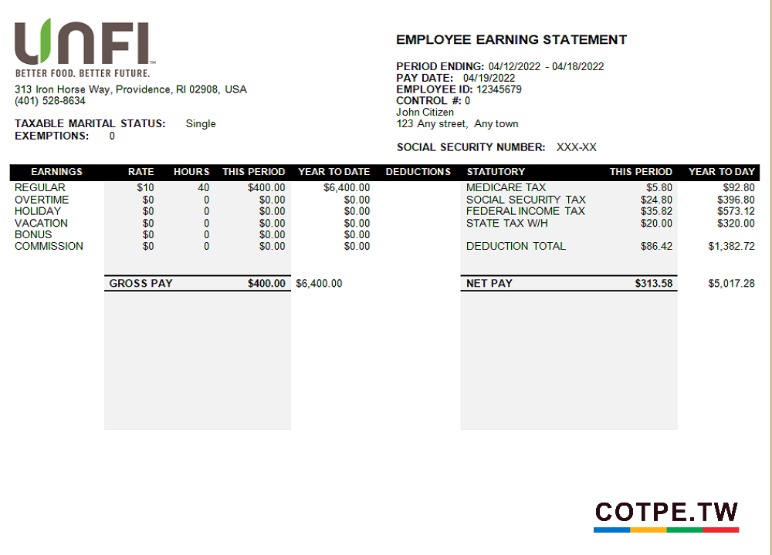 UNFI™
BETTER FOOD. BETTER FUTURE.
313 Iron Horse Way, Providence, RI 02908, USA
(401) 528-8634
TAXABLE MARITAL STATUS: Single
EXEMPTIONS: 0
EMPLOYEE EARNING STATEMENT
PERIOD ENDING: 04/12/2022 - 04/18/2022
PAY DATE: 04/19/2022
EMPLOYEE ID: 12345679
CONTROL #: 0
John Citizen
123 Any street, Any town
SOCIAL SECURITY NUMBER: XXX-XX
EARNINGS RATE HOURS THIS PERIOD YEAR TO DATE DEDUCTIONS STATUTORY THIS PERIOD YEAR TO DAY
REGULAR $10 40 $400.00 $6,400.00 MEDICARE TAX $5.80 $92.80
OVERTIME $0 0 $0.00 $0.00 SOCIAL SECURITY TAX $24.80 $396.80
HOLIDAY $0 0 $0.00 $0.00 FEDERAL INCOME TAX $35.82 $573.12
VACATION $0 0 $0.00 $0.00 STATE TAX W/H $20.00 $320.00
BONUS $0 0 $0.00 $0.00
COMMISSION $0 0 $0.00 $0.00 DEDUCTION TOTAL $86.42 $1,382.72
GROSS PAY $400.00 $6,400.00 NET PAY $313.58 $5,017.28
COTPE.TW